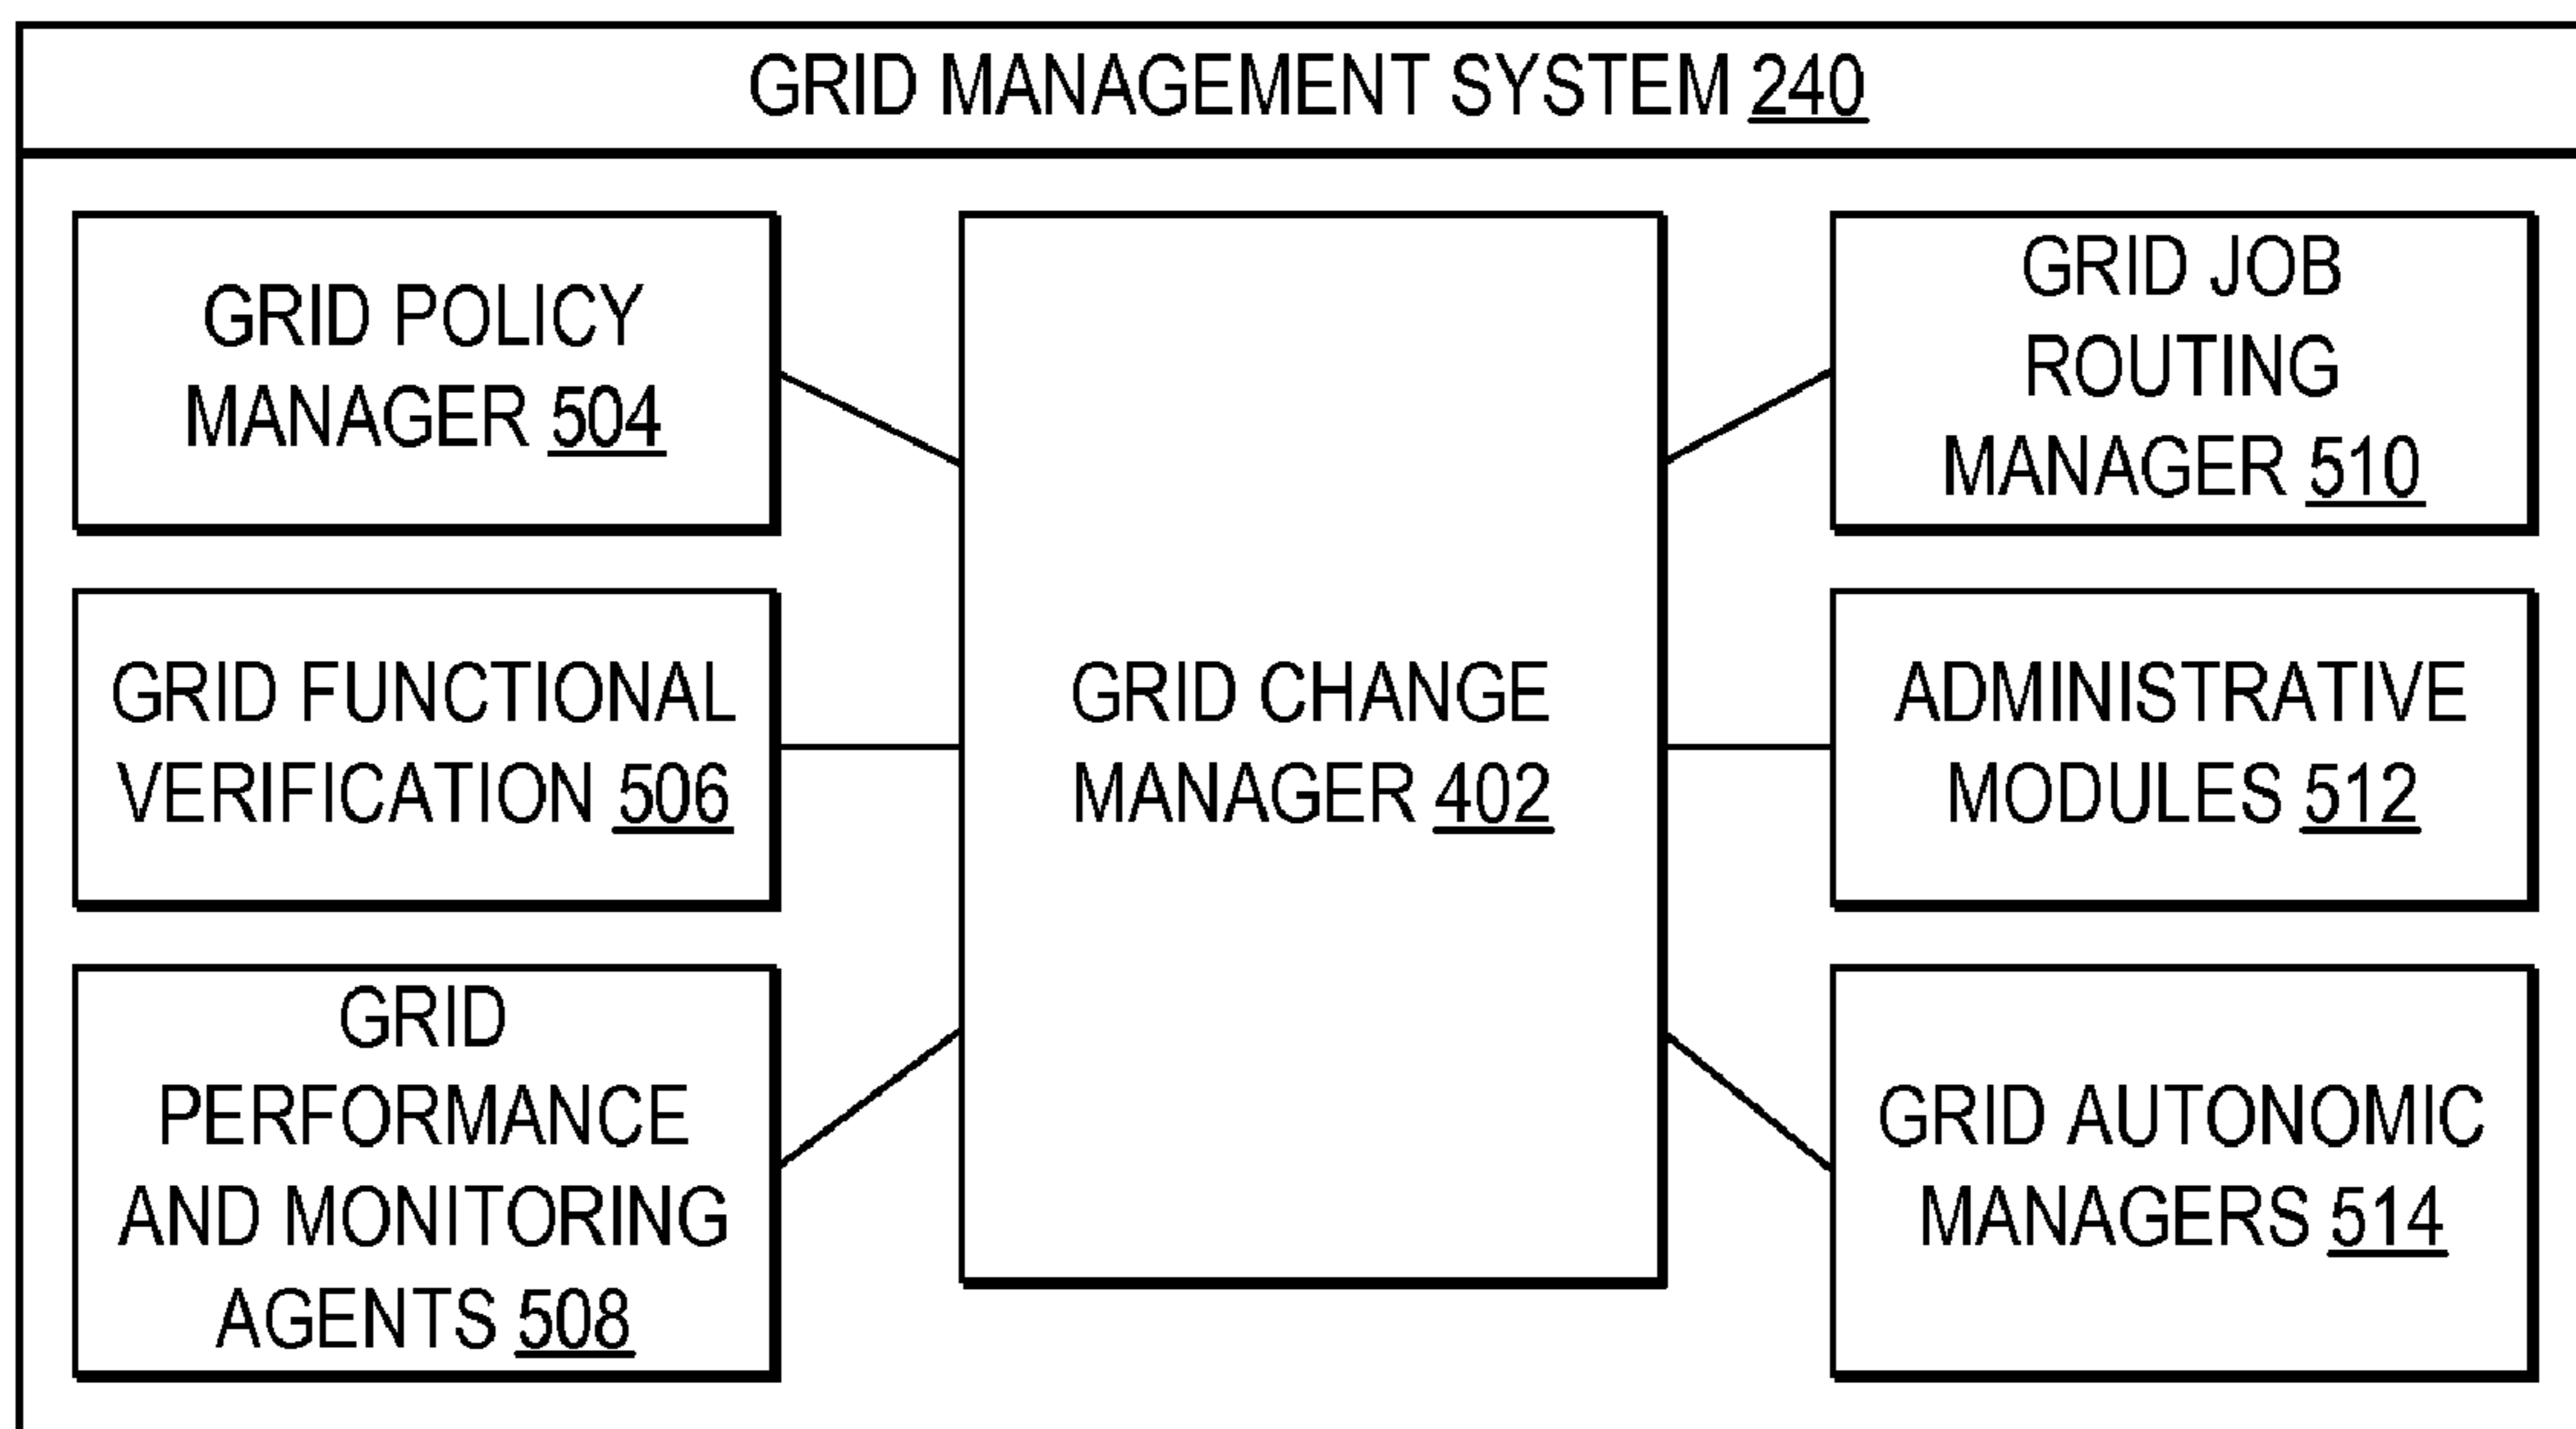 GRID MANAGEMENT SYSTEM 240
GRID POLICY
MANAGER 504
GRID FUNCTIONAL
VERIFICATION 506
GRID
PERFORMANCE
AND MONITORING
AGENTS 508
GRID CHANGE
MANAGER 402
GRID JOB
ROUTING
MANAGER 510
ADMINISTRATIVE
MODULES 512
GRID AUTONOMIC
MANAGERS 514